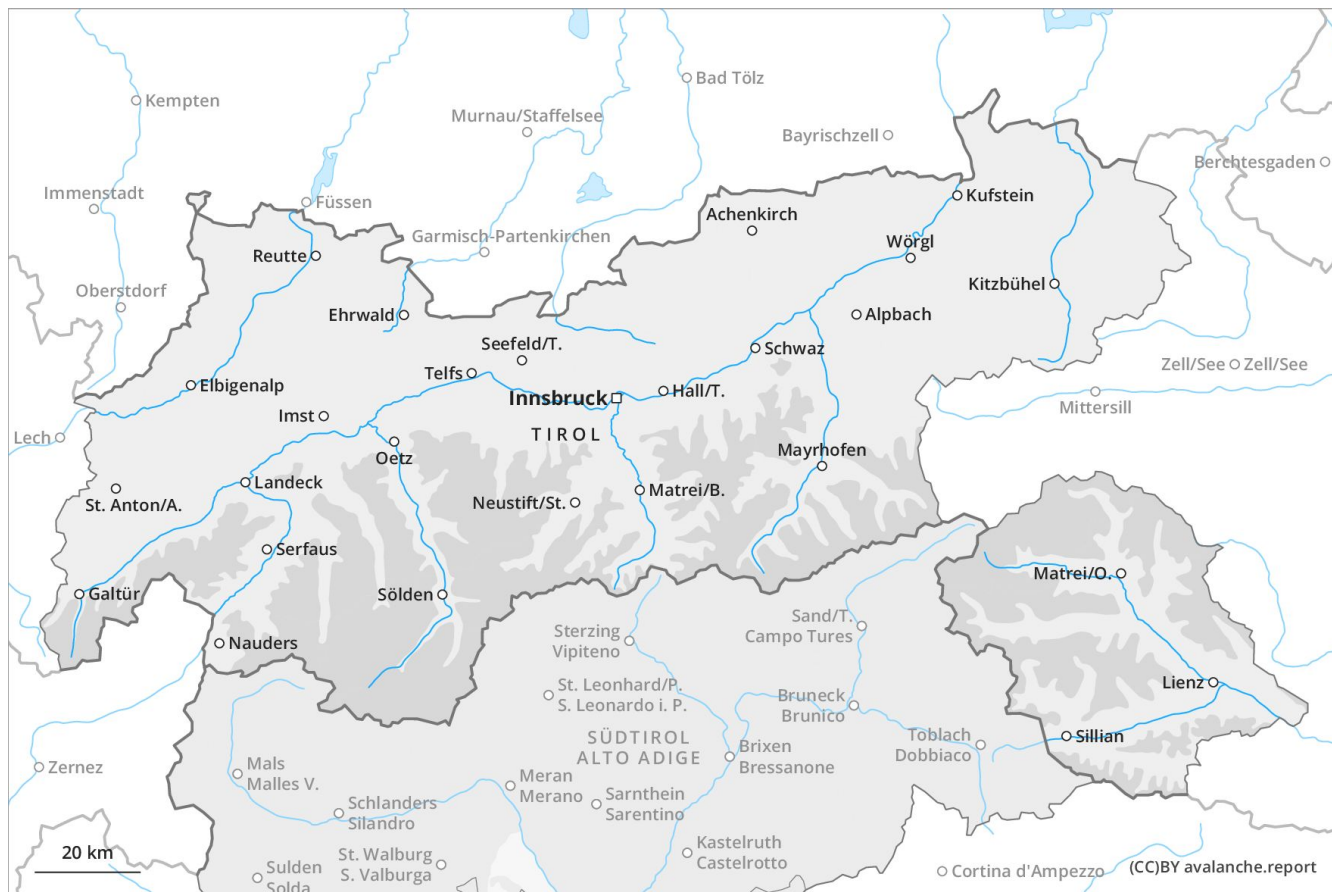 Bad Tölz
Kempten
Murnau/Staffelsee
Bayrischzell
Berchtesgaden
Immenstadt
Füssen
Kufstein
Achenkirch
Garmisch-Partenkirchen
Wörgl
Reutte
Kitzbühel
Oberstdorf
Ehrwald
Alpbach
Seefeld/T.
Schwaz
Zell/See
Zell/See
Telfs
Elbigenalp
Hall/T.
Innsbruck
Mittersill
Imst
TIROL
Lech
Oetz
Mayrhofen
Landeck
Matrei/B.
St. Anton/A.
Neustift/St.
Serfaus
Matrei/O.
Galtür
Sölden
Sand/T.
Campo Tures
Sterzing
Vipiteno
Nauders
Lienz
St. Leonhard/P.
S. Leonardo i. P.
Bruneck
Brunico
SÜDTIROL
ALTO ADIGE
Toblach
Dobbiaco
Sillian
Brixen
Bressanone
Zernez
Mals
Malles V.
Meran
Merano
Schlanders
Silandro
Sarnthein
Sarentino
Kastelruth
Castelrotto
20 km
St. Walburg
S. Valburga
Sulden
Solda
Cortina d'Ampezzo
(CC)BY avalanche.report